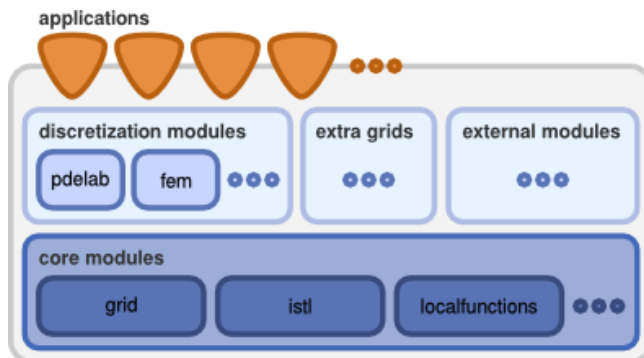 applications
discretization modules
extra grids
external modules
pdelab
fem
core modules
grid
istl
localfunctions